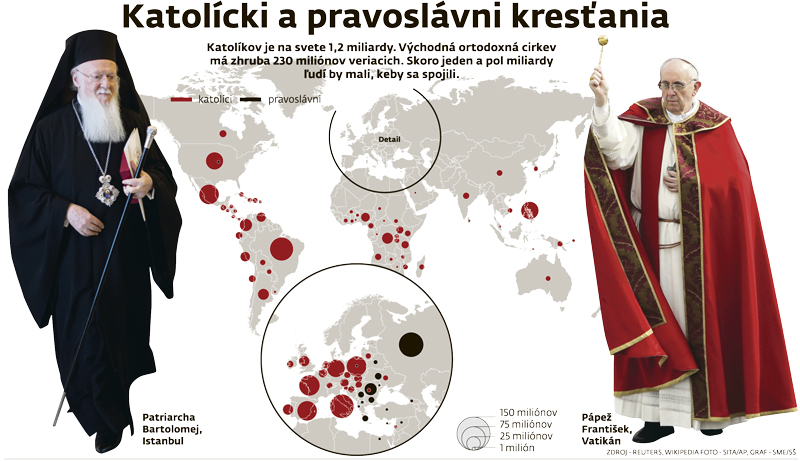 Katolícki a pravoslávni kresťania
Katolíkov je na svete 1,2 miliardy. Východná ortodoxná cirkev
má zhruba 230 miliónov veriacich. Skoro jeden a pol miliardy
ľudí by mali, keby sa spojili.
katolíci
pravoslávni
Detail
Patriarcha
Bartolomej,
Istanbul
150 miliónov
75 miliónov
25 miliónov
1 milión
Pápež
František,
Vatikán
ZDROJ - REUTERS, WIKIPEDIA FOTO - SITA/AP, GRAF - SME/SŠ